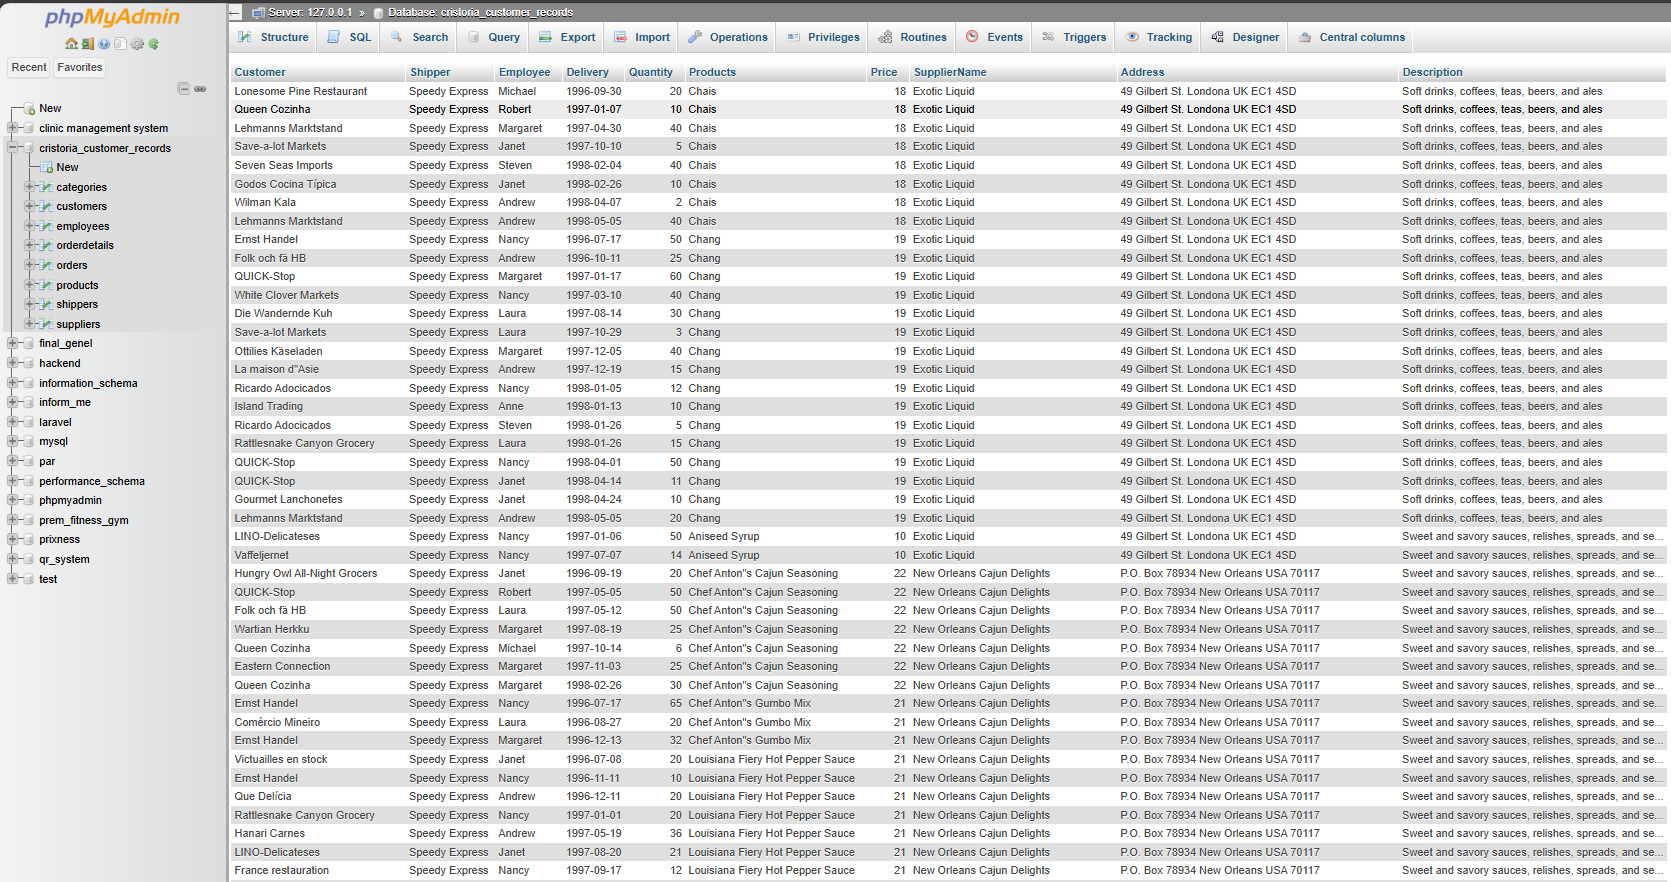 phpMyAdmin
Recent Favorites
New
clinic management system
cristoria_customer_records
New
categories
customers
employees
orderdetails
orders
products
shippers
suppliers
final_genel
hackend
information_schema
inform_me
laravel
mysql
par
performance_schema
phpmyadmin
prem_fitness_gym
prixness
qr_system
test
← Server: 127.0.0.1 » Database: cristoria_customer_records
Structure SQL Search Query Export Import Operations Privileges Routines Events Triggers Tracking Designer Central columns
Customer Shipper Employee Delivery Quantity Products Price SupplierName Address Description
Lonesome Pine Restaurant Speedy Express Michael 1996-09-30 20 Chais 18 Exotic Liquid 49 Gilbert St. Londona UK EC1 4SD Soft drinks, coffees, teas, beers, and ales
Queen Cozinha Speedy Express Robert 1997-01-07 10 Chais 18 Exotic Liquid 49 Gilbert St. Londona UK EC1 4SD Soft drinks, coffees, teas, beers, and ales
Lehmanns Marktstand Speedy Express Margaret 1997-04-30 40 Chais 18 Exotic Liquid 49 Gilbert St. Londona UK EC1 4SD Soft drinks, coffees, teas, beers, and ales
Save-a-lot Markets Speedy Express Janet 1997-10-10 5 Chais 18 Exotic Liquid 49 Gilbert St. Londona UK EC1 4SD Soft drinks, coffees, teas, beers, and ales
Seven Seas Imports Speedy Express Steven 1998-02-04 40 Chais 18 Exotic Liquid 49 Gilbert St. Londona UK EC1 4SD Soft drinks, coffees, teas, beers, and ales
Godos Cocina Típica Speedy Express Janet 1998-02-26 10 Chais 18 Exotic Liquid 49 Gilbert St. Londona UK EC1 4SD Soft drinks, coffees, teas, beers, and ales
Wilman Kala Speedy Express Andrew 1998-04-07 2 Chais 18 Exotic Liquid 49 Gilbert St. Londona UK EC1 4SD Soft drinks, coffees, teas, beers, and ales
Lehmanns Marktstand Speedy Express Andrew 1998-05-05 40 Chais 18 Exotic Liquid 49 Gilbert St. Londona UK EC1 4SD Soft drinks, coffees, teas, beers, and ales
Ernst Handel Speedy Express Nancy 1996-07-17 50 Chang 19 Exotic Liquid 49 Gilbert St. Londona UK EC1 4SD Soft drinks, coffees, teas, beers, and ales
Folk och fä HB Speedy Express Andrew 1996-10-11 25 Chang 19 Exotic Liquid 49 Gilbert St. Londona UK EC1 4SD Soft drinks, coffees, teas, beers, and ales
QUICK-Stop Speedy Express Margaret 1997-01-17 60 Chang 19 Exotic Liquid 49 Gilbert St. Londona UK EC1 4SD Soft drinks, coffees, teas, beers, and ales
White Clover Markets Speedy Express Nancy 1997-03-10 40 Chang 19 Exotic Liquid 49 Gilbert St. Londona UK EC1 4SD Soft drinks, coffees, teas, beers, and ales
Die Wandernde Kuh Speedy Express Laura 1997-08-14 30 Chang 19 Exotic Liquid 49 Gilbert St. Londona UK EC1 4SD Soft drinks, coffees, teas, beers, and ales
Save-a-lot Markets Speedy Express Laura 1997-10-29 3 Chang 19 Exotic Liquid 49 Gilbert St. Londona UK EC1 4SD Soft drinks, coffees, teas, beers, and ales
Ottilies Käseladen Speedy Express Margaret 1997-12-05 40 Chang 19 Exotic Liquid 49 Gilbert St. Londona UK EC1 4SD Soft drinks, coffees, teas, beers, and ales
La maison d"Asie Speedy Express Andrew 1997-12-19 15 Chang 19 Exotic Liquid 49 Gilbert St. Londona UK EC1 4SD Soft drinks, coffees, teas, beers, and ales
Ricardo Adocicados Speedy Express Nancy 1998-01-05 12 Chang 19 Exotic Liquid 49 Gilbert St. Londona UK EC1 4SD Soft drinks, coffees, teas, beers, and ales
Island Trading Speedy Express Anne 1998-01-13 10 Chang 19 Exotic Liquid 49 Gilbert St. Londona UK EC1 4SD Soft drinks, coffees, teas, beers, and ales
Ricardo Adocicados Speedy Express Steven 1998-01-26 5 Chang 19 Exotic Liquid 49 Gilbert St. Londona UK EC1 4SD Soft drinks, coffees, teas, beers, and ales
Rattlesnake Canyon Grocery Speedy Express Laura 1998-01-26 15 Chang 19 Exotic Liquid 49 Gilbert St. Londona UK EC1 4SD Soft drinks, coffees, teas, beers, and ales
QUICK-Stop Speedy Express Nancy 1998-04-01 50 Chang 19 Exotic Liquid 49 Gilbert St. Londona UK EC1 4SD Soft drinks, coffees, teas, beers, and ales
QUICK-Stop Speedy Express Janet 1998-04-14 11 Chang 19 Exotic Liquid 49 Gilbert St. Londona UK EC1 4SD Soft drinks, coffees, teas, beers, and ales
Gourmet Lanchonetes Speedy Express Janet 1998-04-24 10 Chang 19 Exotic Liquid 49 Gilbert St. Londona UK EC1 4SD Soft drinks, coffees, teas, beers, and ales
Lehmanns Marktstand Speedy Express Andrew 1998-05-05 20 Chang 19 Exotic Liquid 49 Gilbert St. Londona UK EC1 4SD Soft drinks, coffees, teas, beers, and ales
LINO-Delicateses Speedy Express Nancy 1997-01-06 50 Aniseed Syrup 10 Exotic Liquid 49 Gilbert St. Londona UK EC1 4SD Sweet and savory sauces, relishes, spreads, and se...
Vaffeljernet Speedy Express Nancy 1997-07-07 14 Aniseed Syrup 10 Exotic Liquid 49 Gilbert St. Londona UK EC1 4SD Sweet and savory sauces, relishes, spreads, and se...
Hungry Owl All-Night Grocers Speedy Express Janet 1996-09-19 20 Chef Anton"s Cajun Seasoning 22 New Orleans Cajun Delights P.O. Box 78934 New Orleans USA 70117 Sweet and savory sauces, relishes, spreads, and se...
QUICK-Stop Speedy Express Robert 1997-05-05 50 Chef Anton"s Cajun Seasoning 22 New Orleans Cajun Delights P.O. Box 78934 New Orleans USA 70117 Sweet and savory sauces, relishes, spreads, and se...
Folk och fä HB Speedy Express Laura 1997-05-12 50 Chef Anton"s Cajun Seasoning 22 New Orleans Cajun Delights P.O. Box 78934 New Orleans USA 70117 Sweet and savory sauces, relishes, spreads, and se...
Wartian Herkku Speedy Express Margaret 1997-08-19 25 Chef Anton"s Cajun Seasoning 22 New Orleans Cajun Delights P.O. Box 78934 New Orleans USA 70117 Sweet and savory sauces, relishes, spreads, and se...
Queen Cozinha Speedy Express Michael 1997-10-14 6 Chef Anton"s Cajun Seasoning 22 New Orleans Cajun Delights P.O. Box 78934 New Orleans USA 70117 Sweet and savory sauces, relishes, spreads, and se...
Eastern Connection Speedy Express Margaret 1997-11-03 25 Chef Anton"s Cajun Seasoning 22 New Orleans Cajun Delights P.O. Box 78934 New Orleans USA 70117 Sweet and savory sauces, relishes, spreads, and se...
Queen Cozinha Speedy Express Margaret 1998-02-26 30 Chef Anton"s Cajun Seasoning 22 New Orleans Cajun Delights P.O. Box 78934 New Orleans USA 70117 Sweet and savory sauces, relishes, spreads, and se...
Ernst Handel Speedy Express Nancy 1996-07-17 65 Chef Anton"s Gumbo Mix 21 New Orleans Cajun Delights P.O. Box 78934 New Orleans USA 70117 Sweet and savory sauces, relishes, spreads, and se...
Comércio Mineiro Speedy Express Laura 1996-08-27 20 Chef Anton"s Gumbo Mix 21 New Orleans Cajun Delights P.O. Box 78934 New Orleans USA 70117 Sweet and savory sauces, relishes, spreads, and se...
Ernst Handel Speedy Express Margaret 1996-12-13 32 Chef Anton"s Gumbo Mix 21 New Orleans Cajun Delights P.O. Box 78934 New Orleans USA 70117 Sweet and savory sauces, relishes, spreads, and se...
Victuailles en stock Speedy Express Janet 1996-07-08 20 Louisiana Fiery Hot Pepper Sauce 21 New Orleans Cajun Delights P.O. Box 78934 New Orleans USA 70117 Sweet and savory sauces, relishes, spreads, and se...
Ernst Handel Speedy Express Nancy 1996-11-11 10 Louisiana Fiery Hot Pepper Sauce 21 New Orleans Cajun Delights P.O. Box 78934 New Orleans USA 70117 Sweet and savory sauces, relishes, spreads, and se...
Que Delícia Speedy Express Andrew 1996-12-11 20 Louisiana Fiery Hot Pepper Sauce 21 New Orleans Cajun Delights P.O. Box 78934 New Orleans USA 70117 Sweet and savory sauces, relishes, spreads, and se...
Rattlesnake Canyon Grocery Speedy Express Nancy 1997-01-01 20 Louisiana Fiery Hot Pepper Sauce 21 New Orleans Cajun Delights P.O. Box 78934 New Orleans USA 70117 Sweet and savory sauces, relishes, spreads, and se...
Hanari Carnes Speedy Express Andrew 1997-05-19 36 Louisiana Fiery Hot Pepper Sauce 21 New Orleans Cajun Delights P.O. Box 78934 New Orleans USA 70117 Sweet and savory sauces, relishes, spreads, and se...
LINO-Delicateses Speedy Express Janet 1997-08-20 21 Louisiana Fiery Hot Pepper Sauce 21 New Orleans Cajun Delights P.O. Box 78934 New Orleans USA 70117 Sweet and savory sauces, relishes, spreads, and se...
France restauration Speedy Express Nancy 1997-09-17 12 Louisiana Fiery Hot Pepper Sauce 21 New Orleans Cajun Delights P.O. Box 78934 New Orleans USA 70117 Sweet and savory sauces, relishes, spreads, and se...